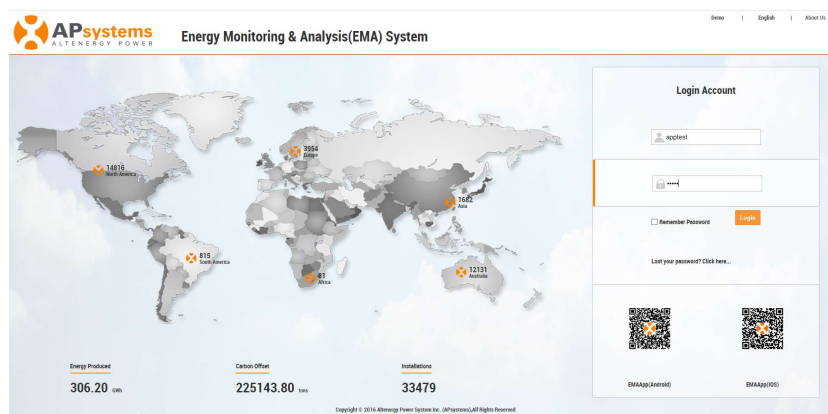 Demo | English | About Us
APsystems
ALTENERGY POWER
Energy Monitoring & Analysis(EMA) System
Login Account
apptest
•••••
Remember Password
Login
Lost your password? Click here...
14816
North America
3954
Europe
1682
Asia
815
South America
61
Africa
12131
Australia
Energy Produced
306.20 GWh
Carbon Offset
225143.80 tons
Installations
33479
EMAApp(Android)
EMAApp(iOS)
Copyright © 2016 Altenergy Power System Inc. (APsystems),All Rights Reserved